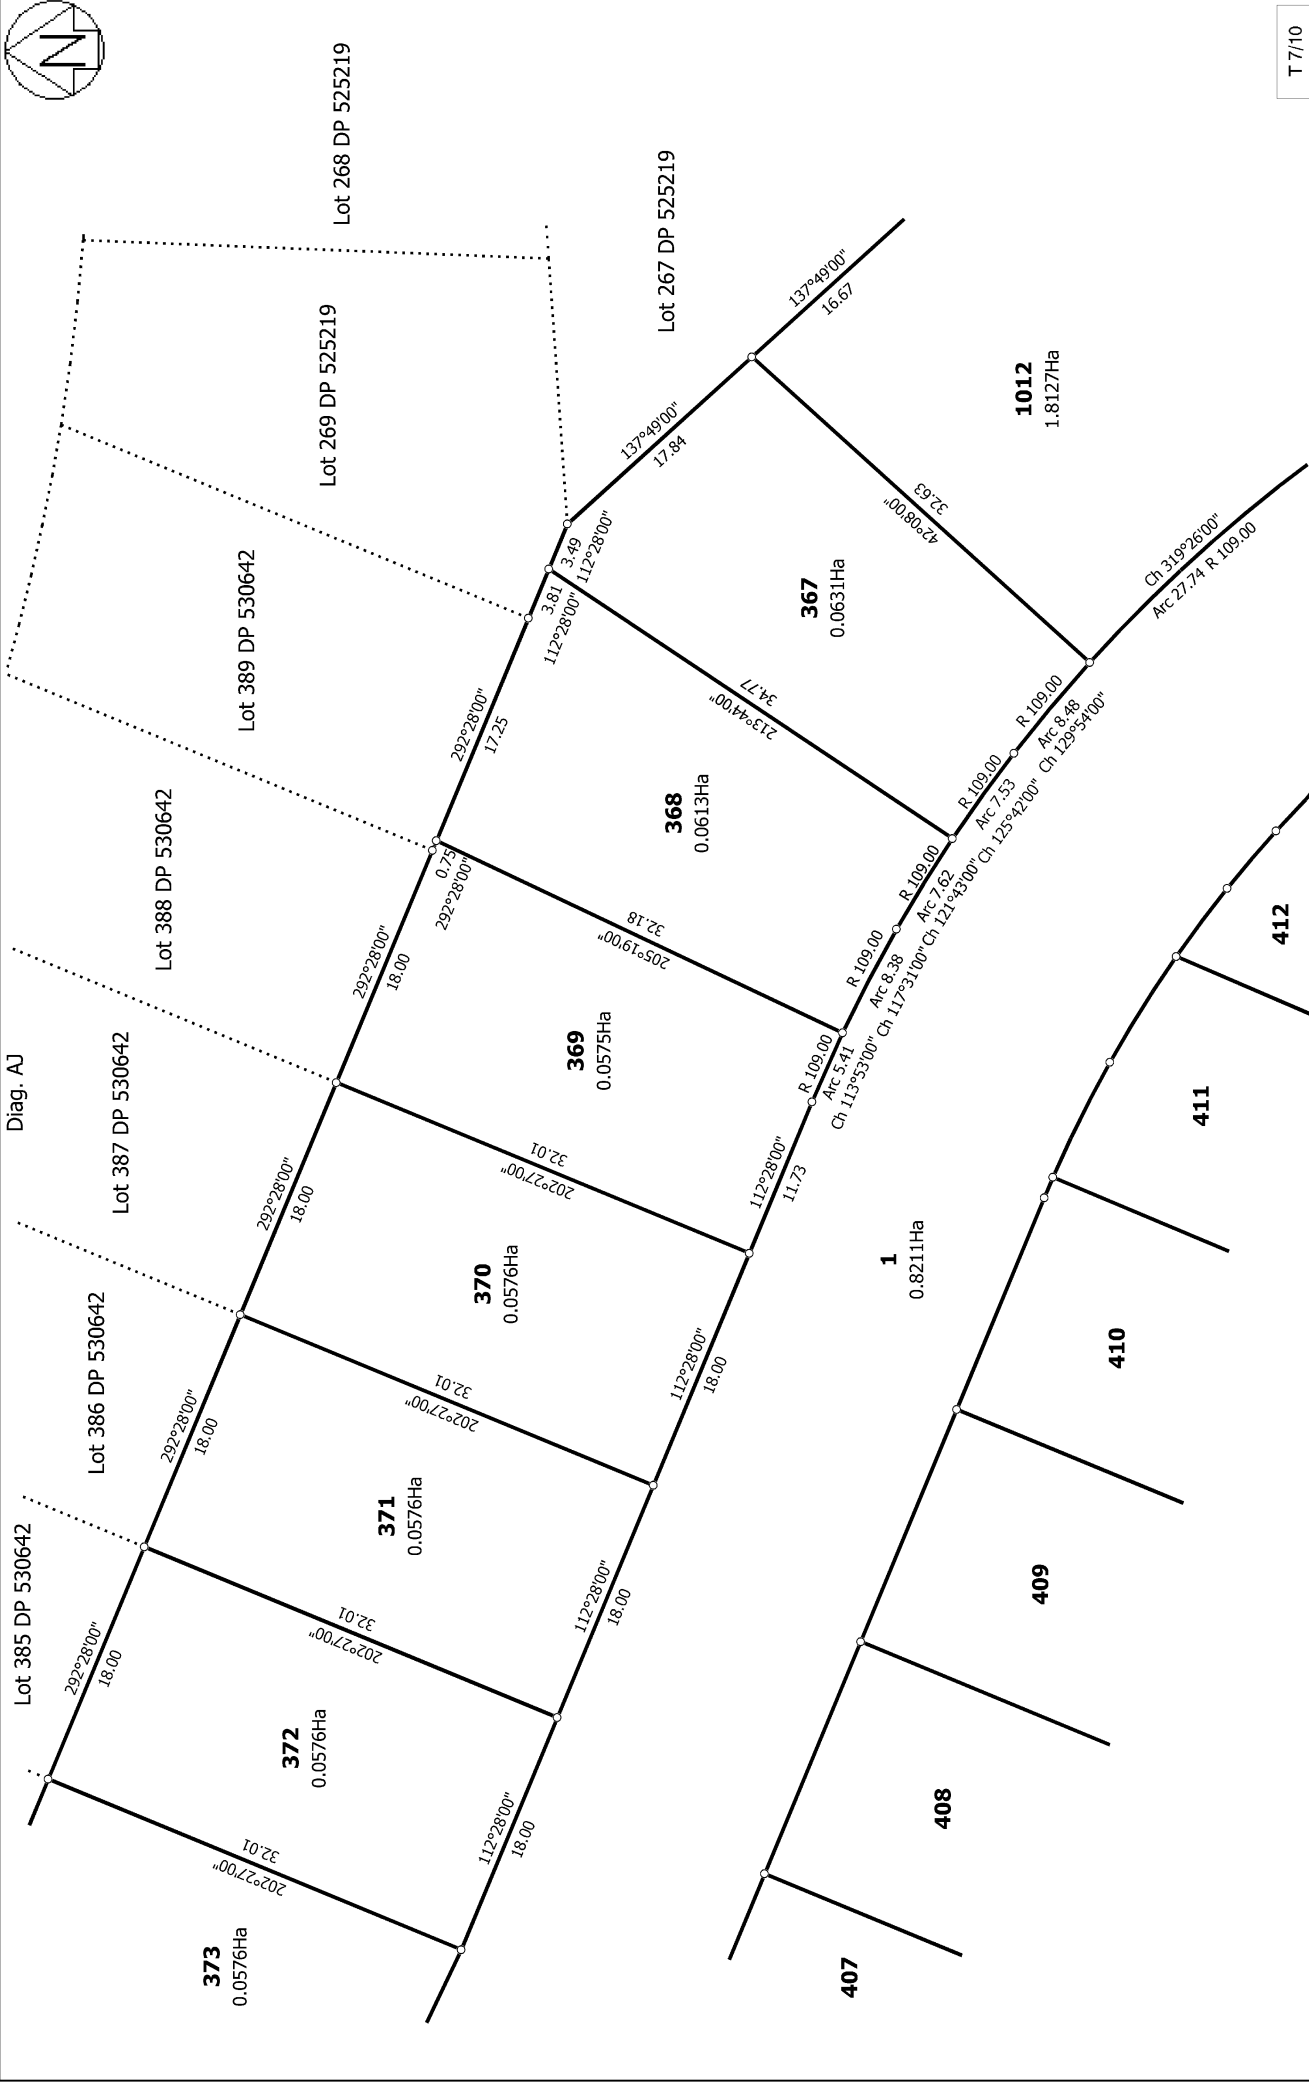 Diag. AJ
N
T 7/10
Lot 385 DP 530642
Lot 386 DP 530642
Lot 387 DP 530642
Lot 388 DP 530642
Lot 389 DP 530642
Lot 269 DP 525219
Lot 268 DP 525219
Lot 267 DP 525219
292°28'00"
18.00
292°28'00"
18.00
292°28'00"
18.00
292°28'00"
18.00
0.75
292°28'00"
292°28'00"
17.25
3.81
112°28'00"
3.49
112°28'00"
137°49'00"
17.84
137°49'00"
16.67
373
0.0576Ha
202°27'00"
32.01
372
0.0576Ha
202°27'00"
32.01
371
0.0576Ha
202°27'00"
32.01
370
0.0576Ha
202°27'00"
32.01
369
0.0575Ha
205°19'00"
32.18
368
0.0613Ha
213°44'00"
34.77
367
0.0631Ha
42°08'00"
32.63
1012
1.8127Ha
112°28'00"
18.00
112°28'00"
18.00
112°28'00"
18.00
112°28'00"
11.73
R 109.00
Arc 5.41
Ch 113°53'00"
R 109.00
Arc 8.38
Ch 117°31'00"
R 109.00
Arc 7.62
Ch 121°43'00"
R 109.00
Arc 7.53
Ch 125°42'00"
R 109.00
Arc 8.48
Ch 129°54'00"
Ch 319°26'00"
Arc 27.74 R 109.00
1
0.8211Ha
407
408
409
410
411
412